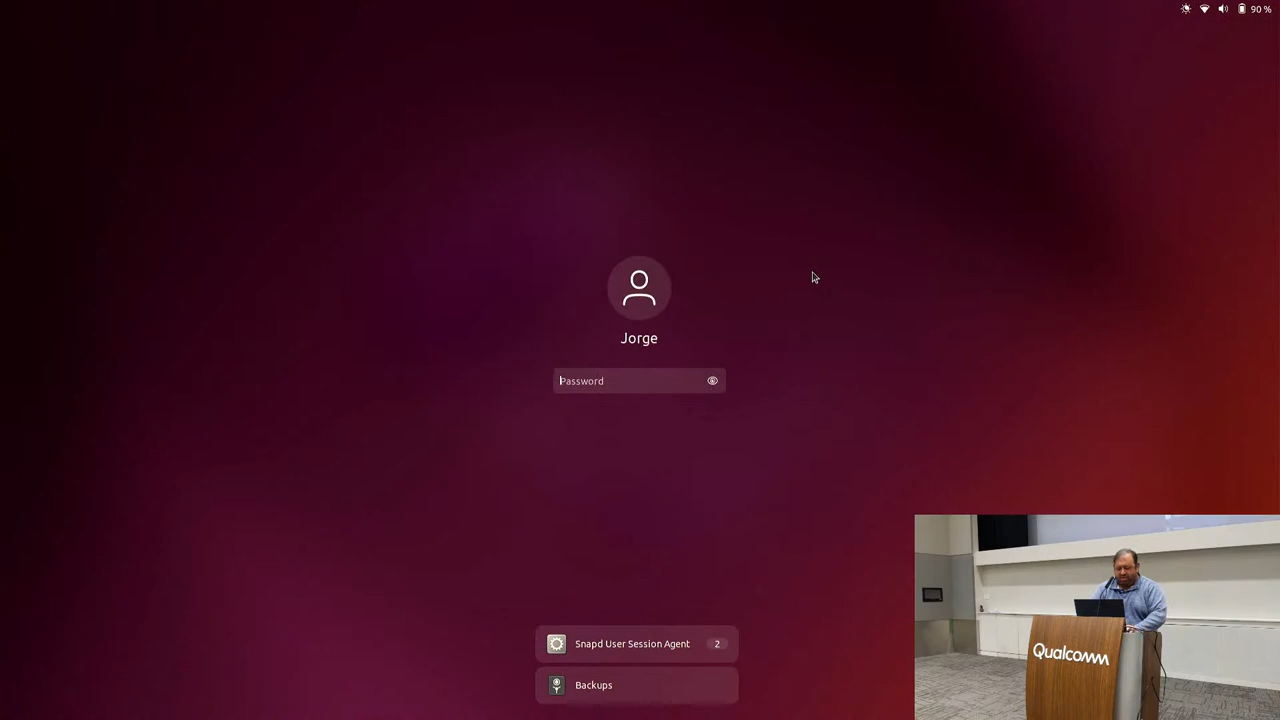 90 %
Jorge
Password
Snapd User Session Agent 2
Backups
Qualcomm